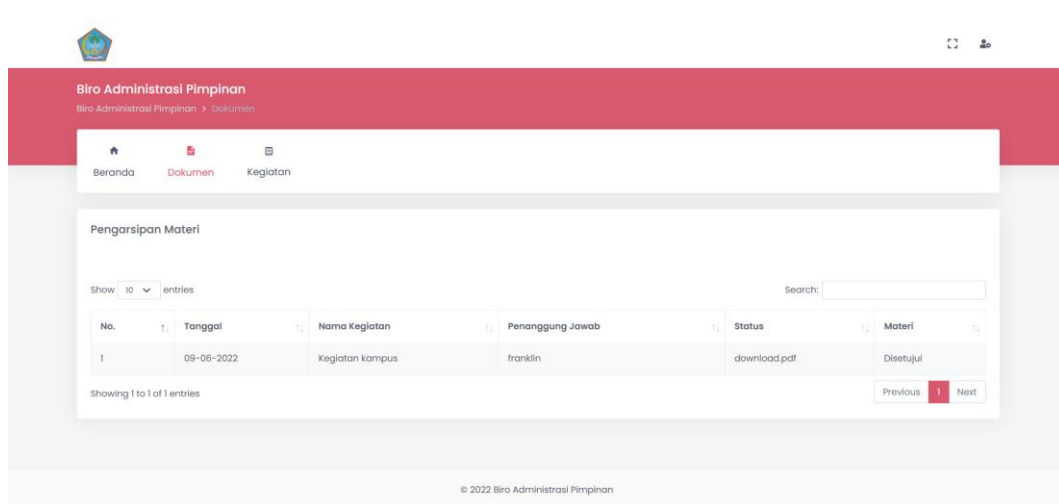 Biro Administrasi Pimpinan
Biro Administrasi Pimpinan > Dokumen
Beranda Dokumen Kegiatan
Pengarsipan Materi
Show 10 entries Search:
No. Tanggal Nama Kegiatan Penanggung Jawab Status Materi
1 09-06-2022 Kegiatan kampus franklin download.pdf Disetujui
Showing 1 to 1 of 1 entries Previous 1 Next
© 2022 Biro Administrasi Pimpinan